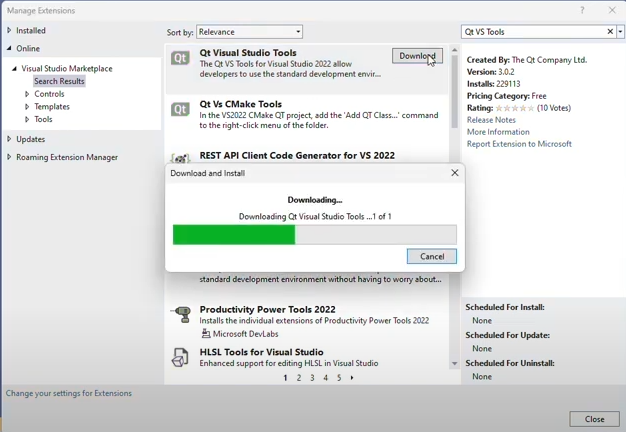 Manage Extensions
Installed
Online
Visual Studio Marketplace
Search Results
Controls
Templates
Tools
Updates
Roaming Extension Manager
Sort by: Relevance
Qt Visual Studio Tools
Download
The Qt VS Tools for Visual Studio 2022 allow
developers to use the standard development envir...
Qt Vs CMake Tools
In the VS2022 CMake QT project, add the 'Add QT Class...' command
to the right-click menu of the folder.
REST API Client Code Generator for VS 2022
Download and Install
Downloading...
Downloading Qt Visual Studio Tools ...1 of 1
Cancel
standard development environment without having to worry about...
Productivity Power Tools 2022
Installs the individual extensions of Productivity Power Tools 2022
Microsoft DevLabs
HLSL Tools for Visual Studio
Enhanced support for editing HLSL in Visual Studio
1 2 3 4 5
Qt VS Tools
Created By: The Qt Company Ltd.
Version: 3.0.2
Installs: 229113
Pricing Category: Free
Rating: (10 Votes)
Release Notes
More Information
Report Extension to Microsoft
Scheduled For Install:
None
Scheduled For Update:
None
Scheduled For Uninstall:
None
Change your settings for Extensions
Close